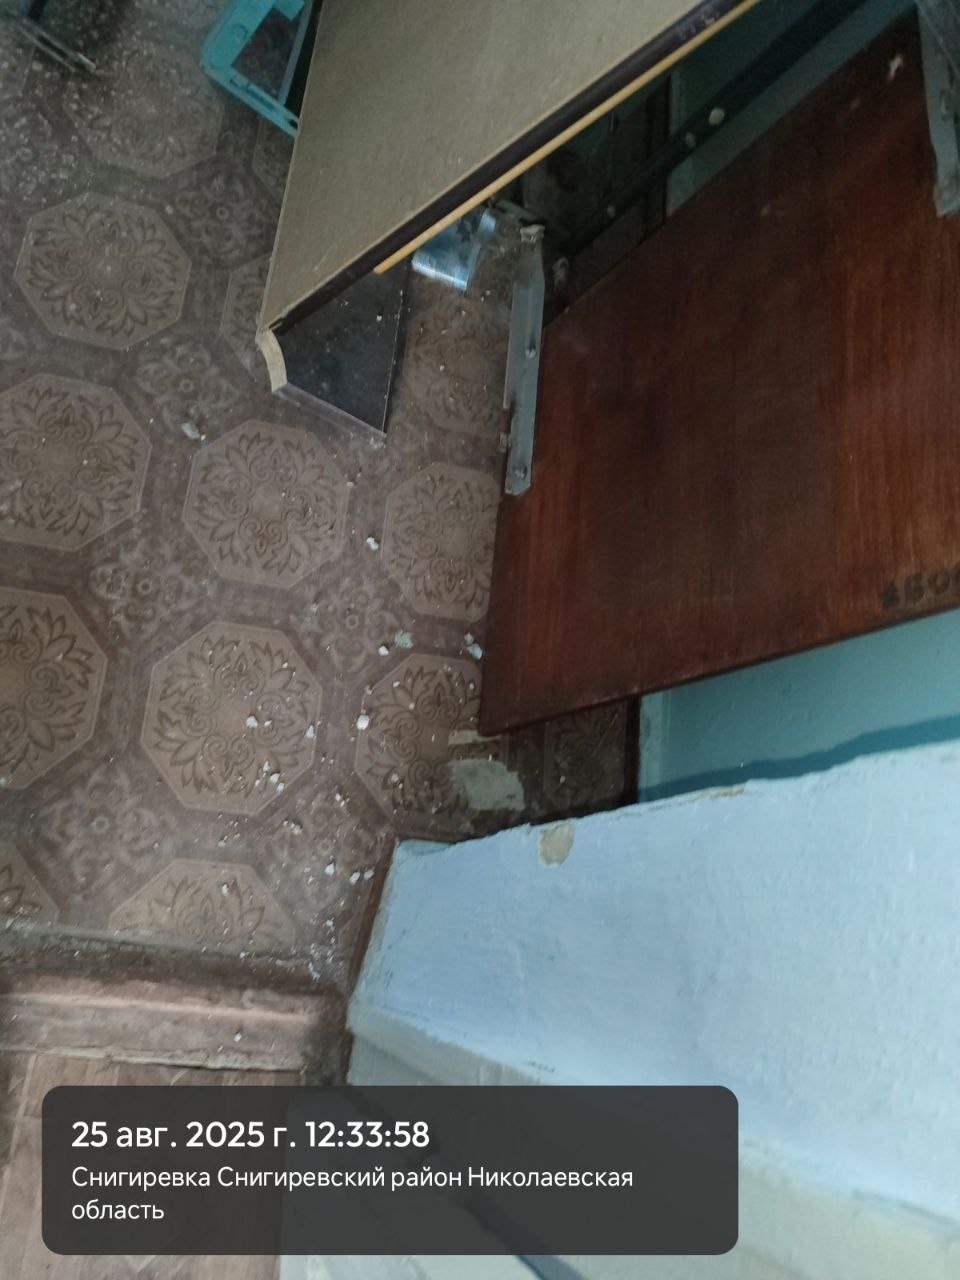 25 авг. 2025 г. 12:33:58
Снигиревка Снигиревский район Николаевская
область